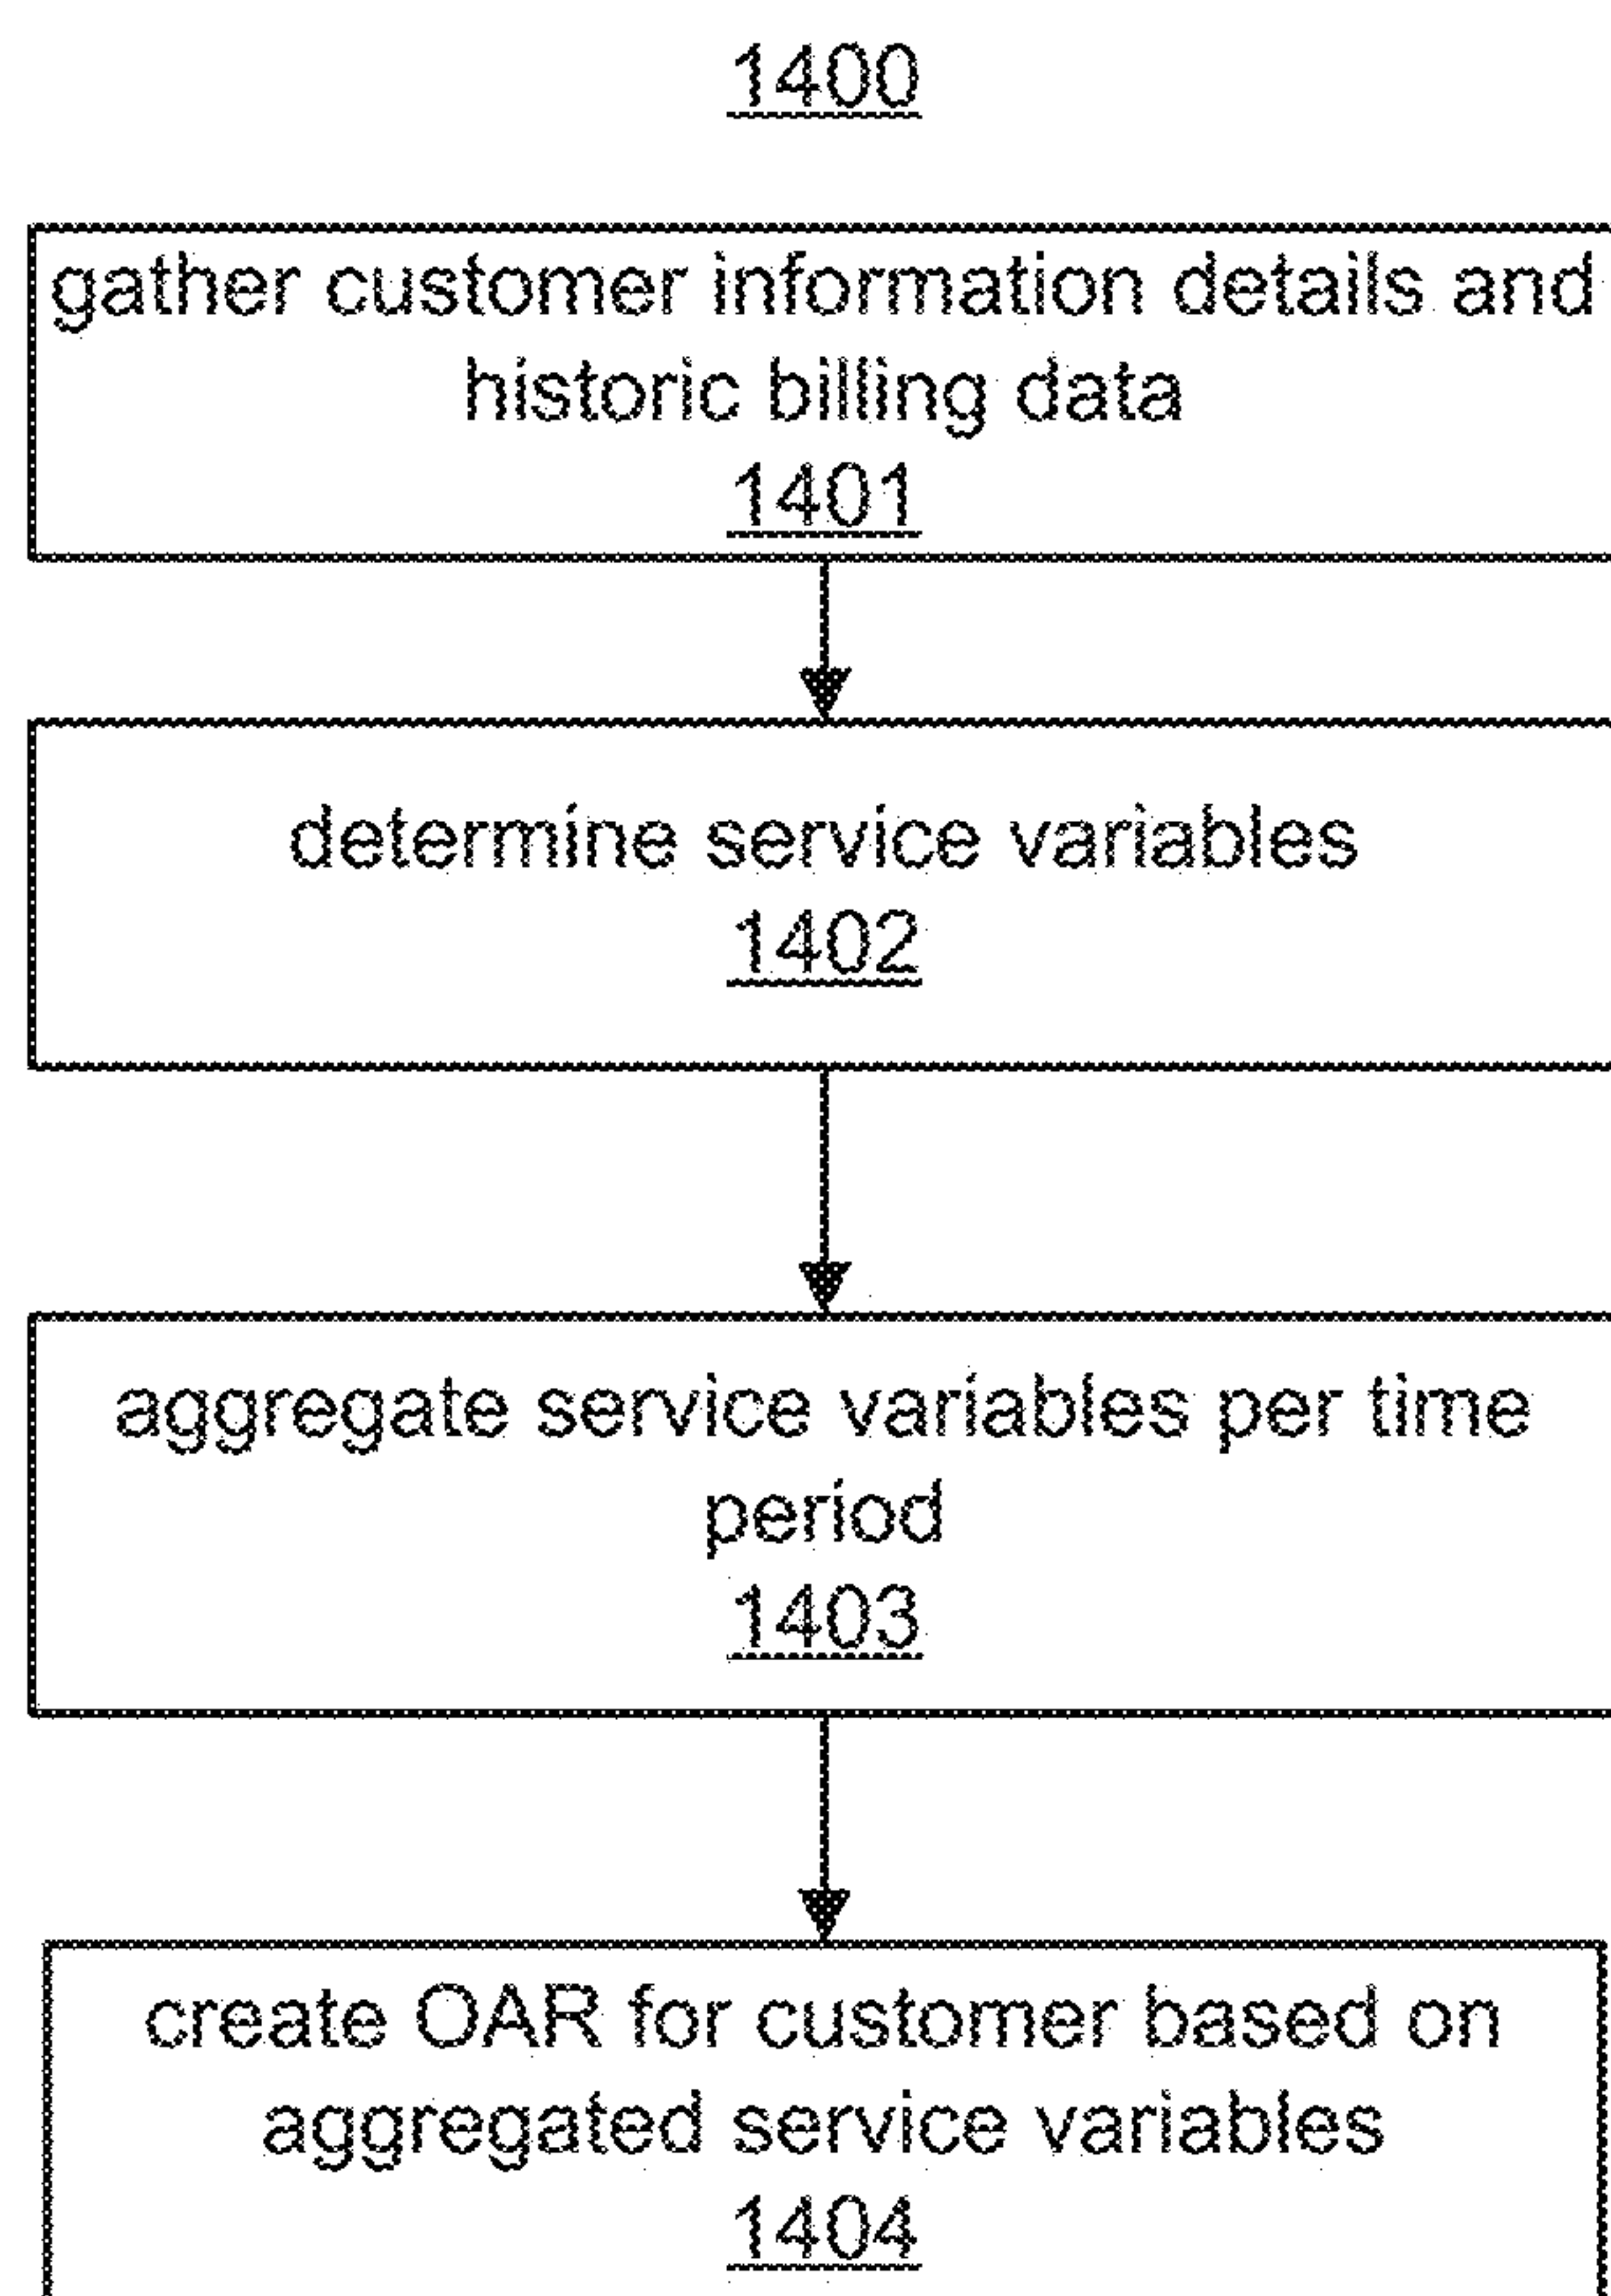 1400
gather customer information details and
historic billing data
1401
determine service variables
1402
aggregate service variables per time
period
1403
create OAR for customer based on
aggregated service variables
1404